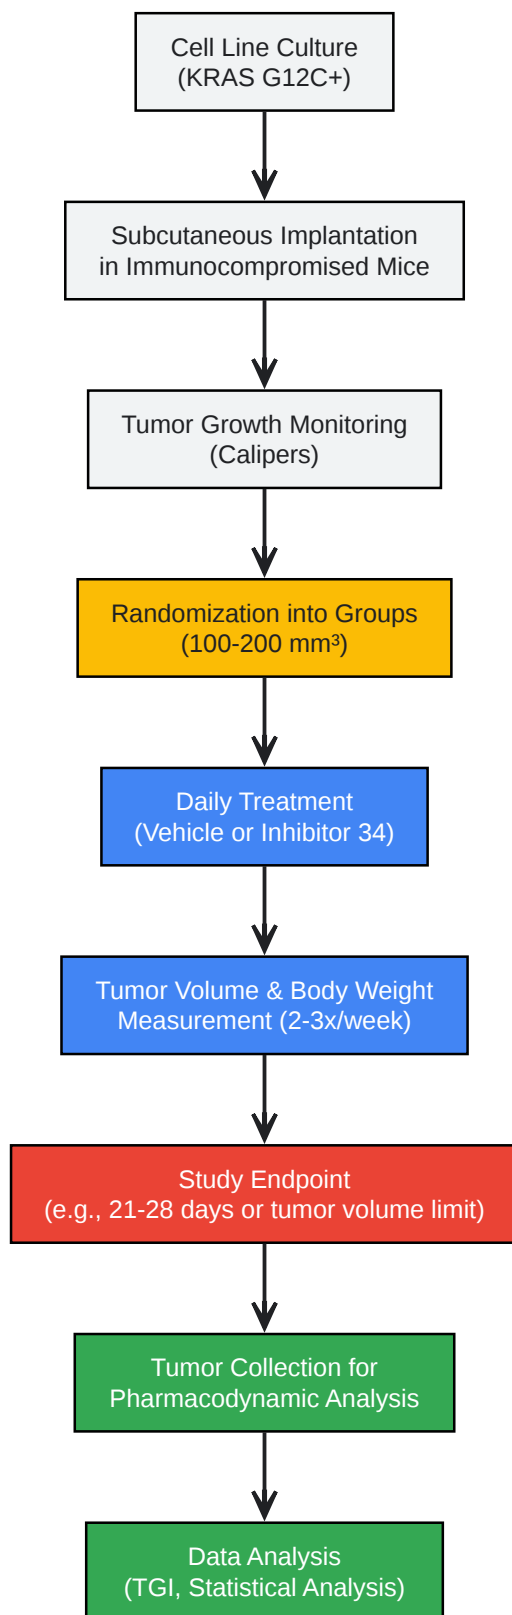 Cell Line Culture
(KRAS G12C+)
Subcutaneous Implantation
in Immunocompromised Mice
Tumor Growth Monitoring
(Calipers)
Randomization into Groups
(100-200 mm³)
Daily Treatment
(Vehicle or Inhibitor 34)
Tumor Volume & Body Weight
Measurement (2-3x/week)
Study Endpoint
(e.g., 21-28 days or tumor volume limit)
Tumor Collection for
Pharmacodynamic Analysis
Data Analysis
(TGI, Statistical Analysis)